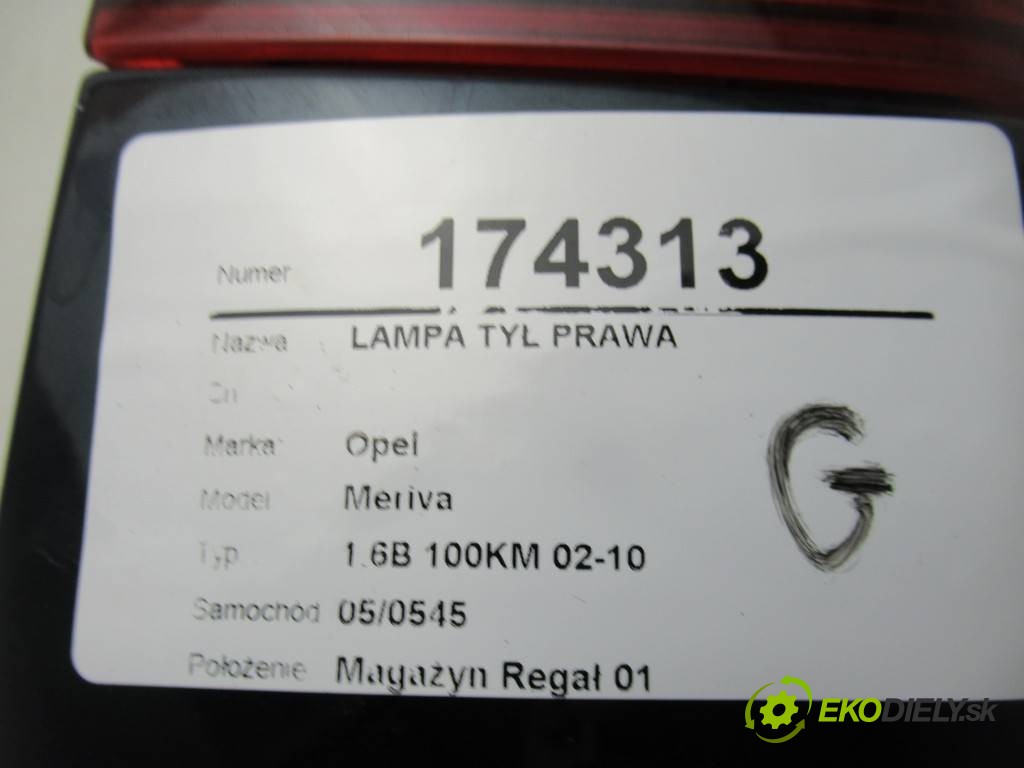 Numer 174313
Nazwa LAMPA TYŁ PRAWA
Marka Opel
Model Meriva
Typ 1.6B 100KM 02-10
Samochód 05/0545
Położenie Magazyn Regał 01
G
EKODIELY.sk